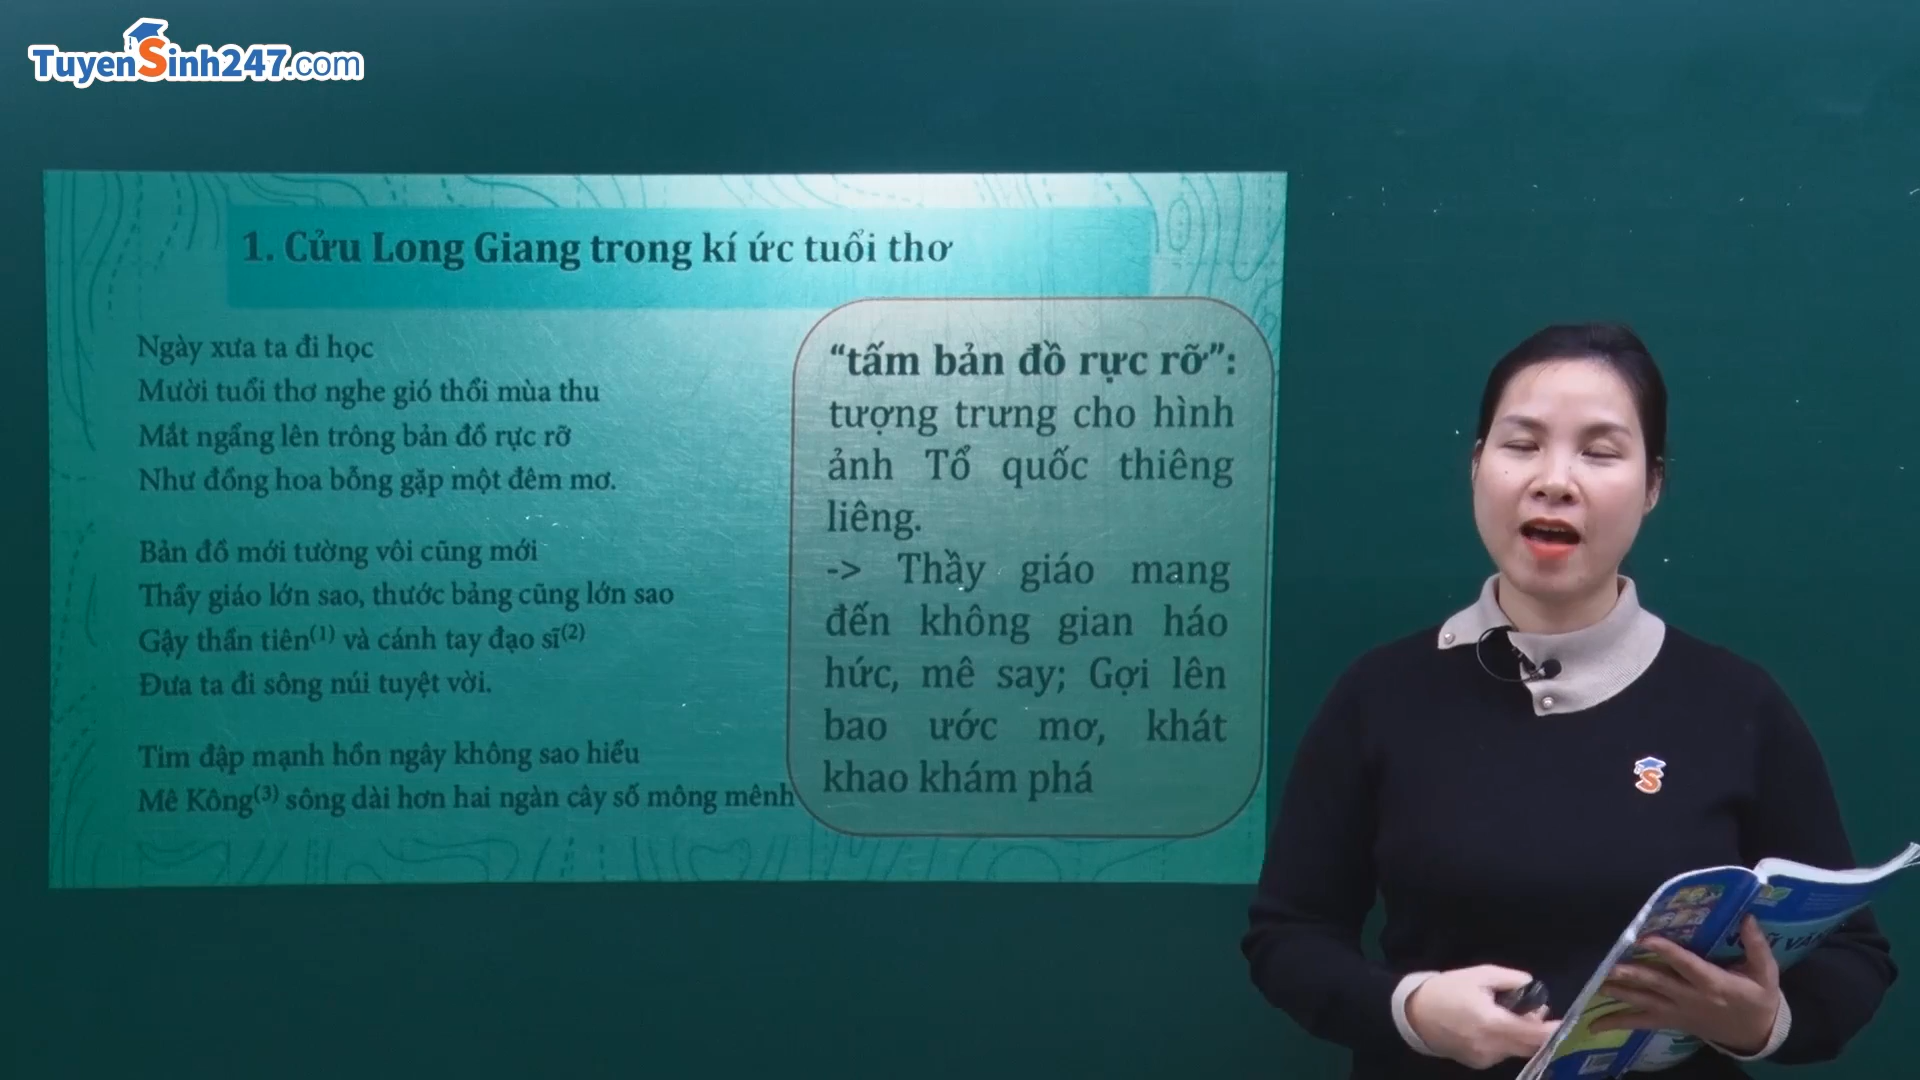 TuyenSinh247.com
1. Cửu Long Giang trong kí ức tuổi thơ
Ngày xưa ta đi học
Mười tuổi thơ nghe gió thổi mùa thu
Mắt ngẩng lên trông bản đồ rực rỡ
Như đồng hoa bỗng gặp một đêm mơ.
Bản đồ mới tường vôi cũng mới
Thầy giáo lớn sao, thước bảng cũng lớn sao
Gậy thần tiên(1) và cánh tay đạo sĩ(2)
Đưa ta đi sông núi tuyệt vời.
Tim đập mạnh hồn ngây không sao hiểu
Mê Kông(3) sông dài hơn hai ngàn cây số mông mênh
“tấm bản đồ rực rỡ”:
tượng trưng cho hình
ảnh Tổ quốc thiêng
liêng.
-> Thầy giáo mang
đến không gian háo
hức, mê say; Gợi lên
bao ước mơ, khát
khao khám phá
S
NGỮ VĂN